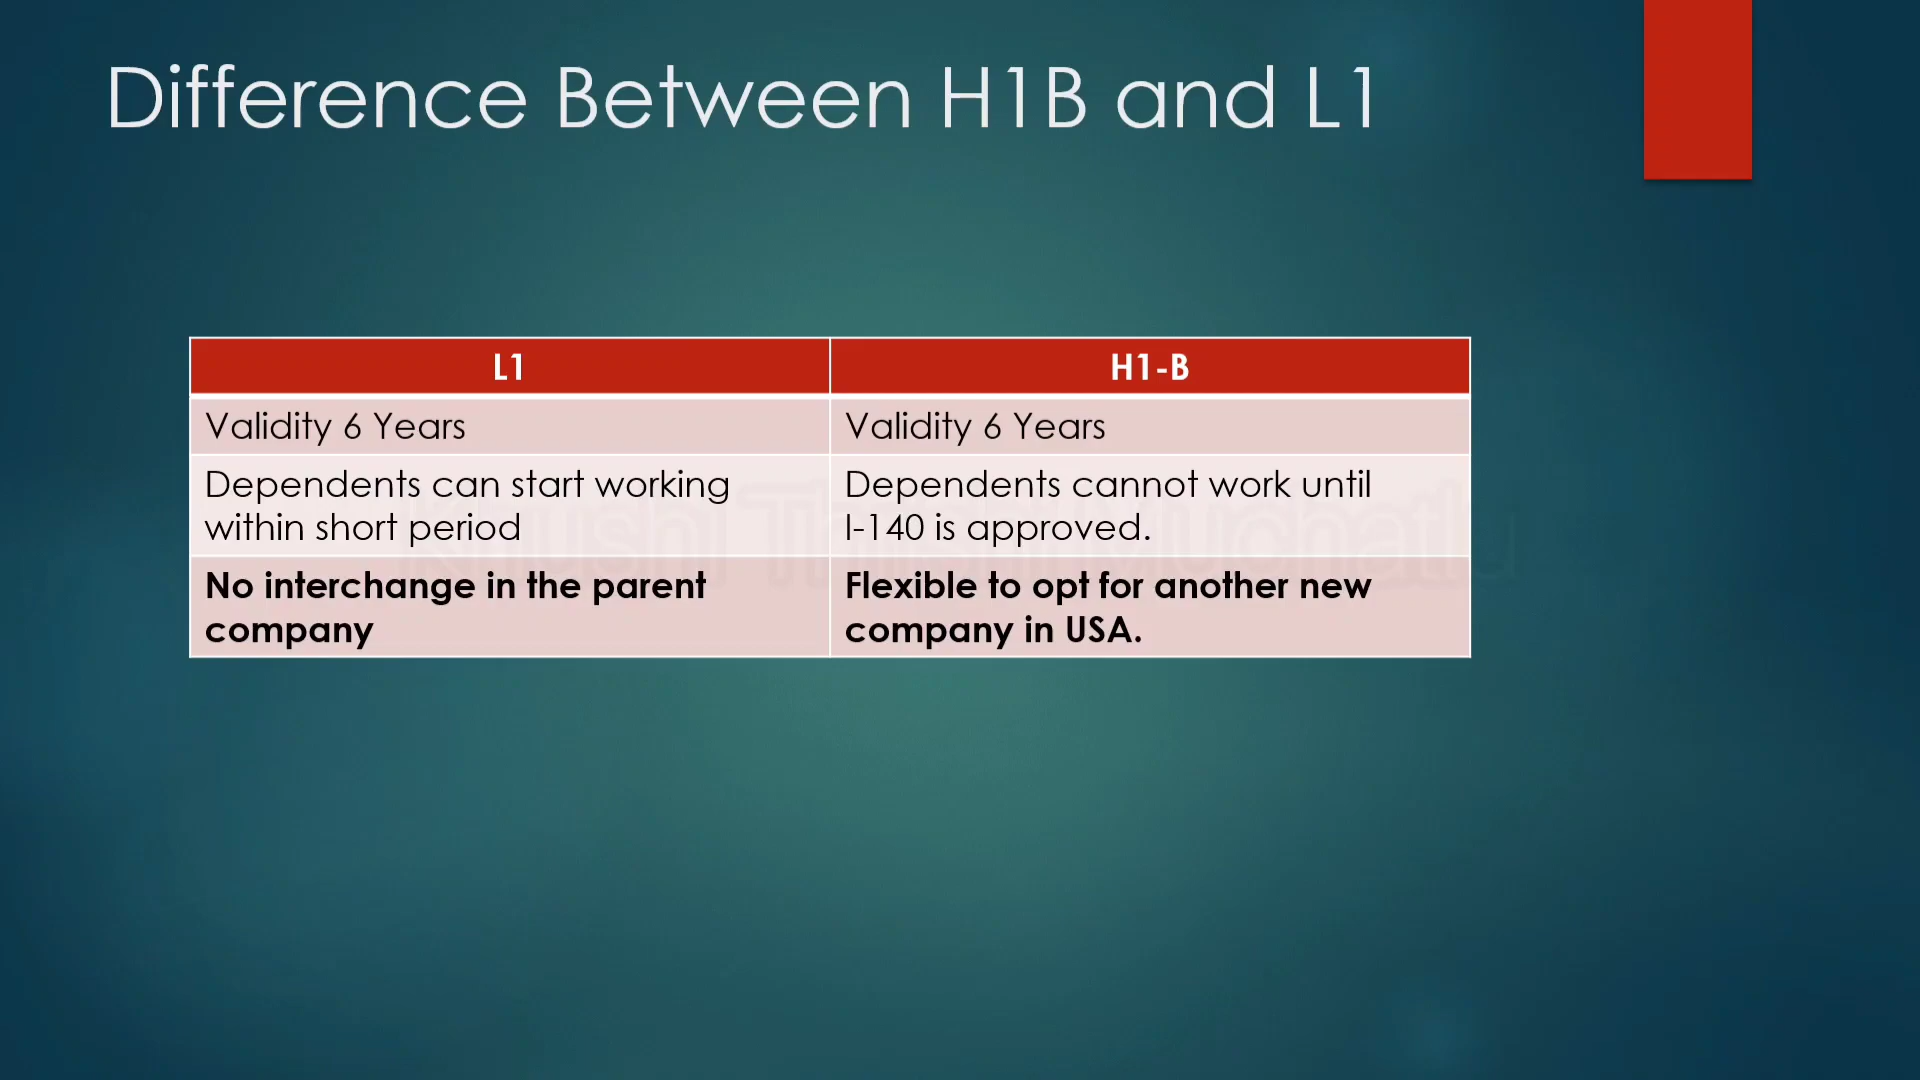 Difference Between H1B and L1
L1
H1-B
Validity 6 Years
Validity 6 Years
Dependents can start working
within short period
Dependents cannot work until
I-140 is approved.
No interchange in the parent
company
Flexible to opt for another new
company in USA.